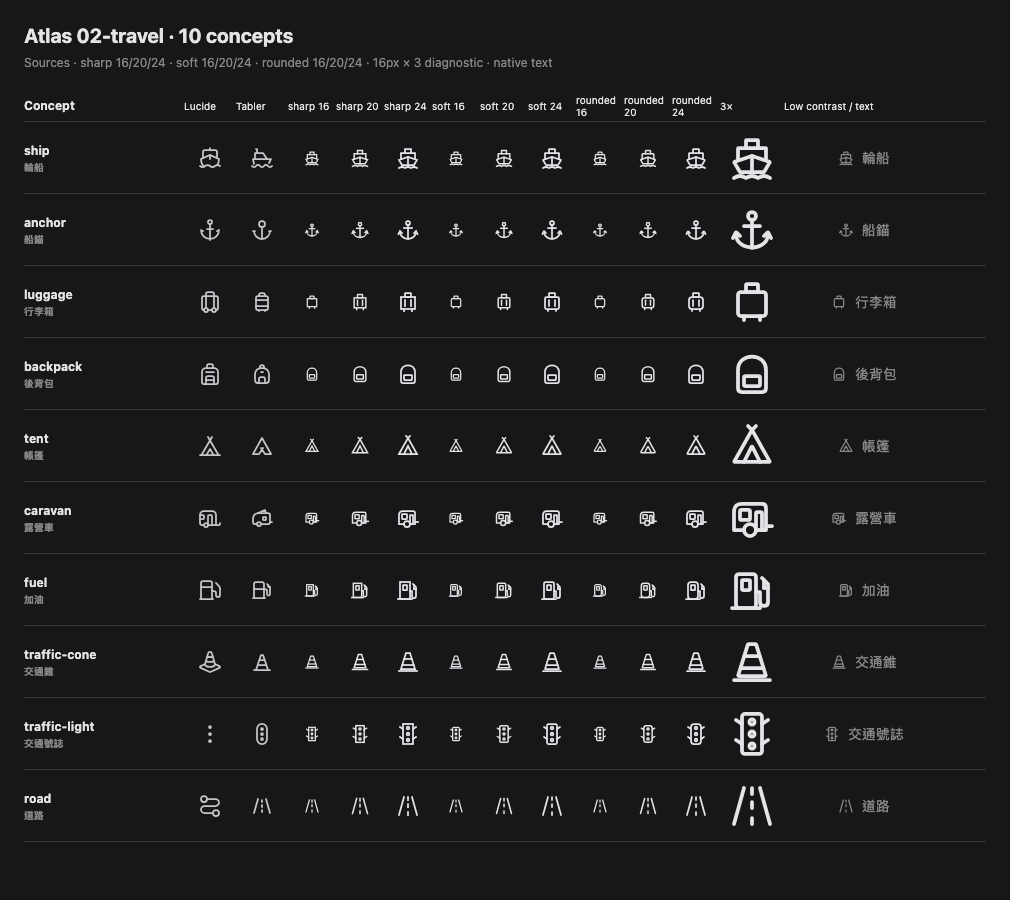 Atlas 02-travel · 10 concepts
Sources · sharp 16/20/24 · soft 16/20/24 · rounded 16/20/24 · 16px × 3 diagnostic · native text
Concept Lucide Tabler sharp 16 sharp 20 sharp 24 soft 16 soft 20 soft 24 rounded 16 rounded 20 rounded 24 3× Low contrast / text
ship
輪船
輪船
anchor
船錨
船錨
luggage
行李箱
行李箱
backpack
後背包
後背包
tent
帳篷
帳篷
caravan
露營車
露營車
fuel
加油
加油
traffic-cone
交通錐
交通錐
traffic-light
交通號誌
交通號誌
road
道路
道路